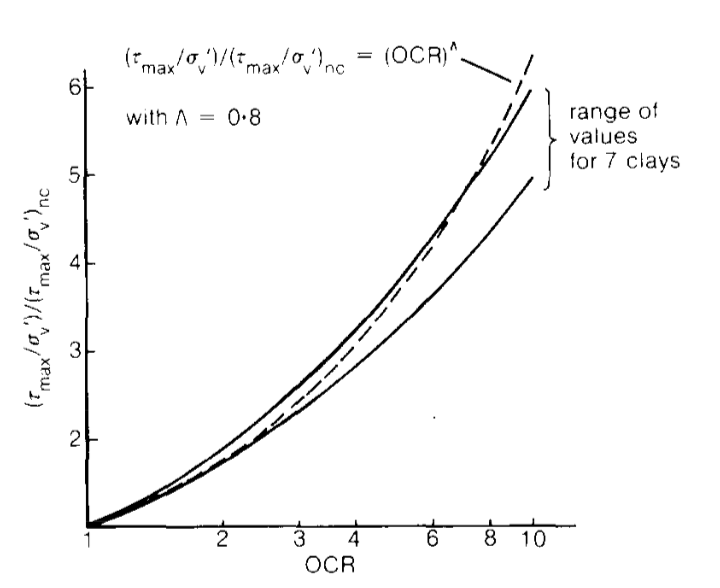 (τmax/σv')/(τmax/σv')nc = (OCR)^Λ
with Λ = 0·8
range of
values
for 7 clays
(τmax/σv')/(τmax/σv')nc
6
5
4
3
2
1
1 2 3 4 6 8 10
OCR